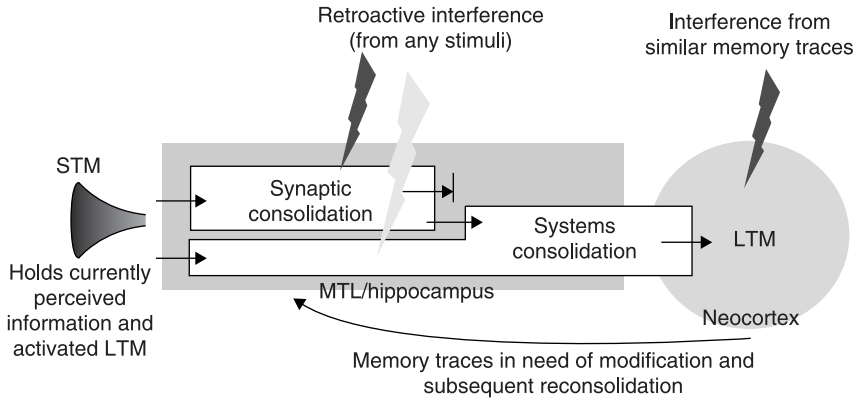 Retroactive interference
(from any stimuli)
Interference from
similar memory traces
STM
Synaptic
consolidation
Systems
consolidation
LTM
Holds currently
perceived
information and
activated LTM
MTL/hippocampus
Neocortex
Memory traces in need of modification and
subsequent reconsolidation